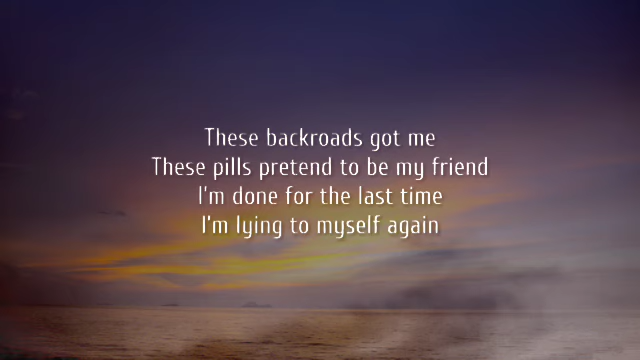 These backroads got me
These pills pretend to be my friend
I'm done for the last time
I'm lying to myself again